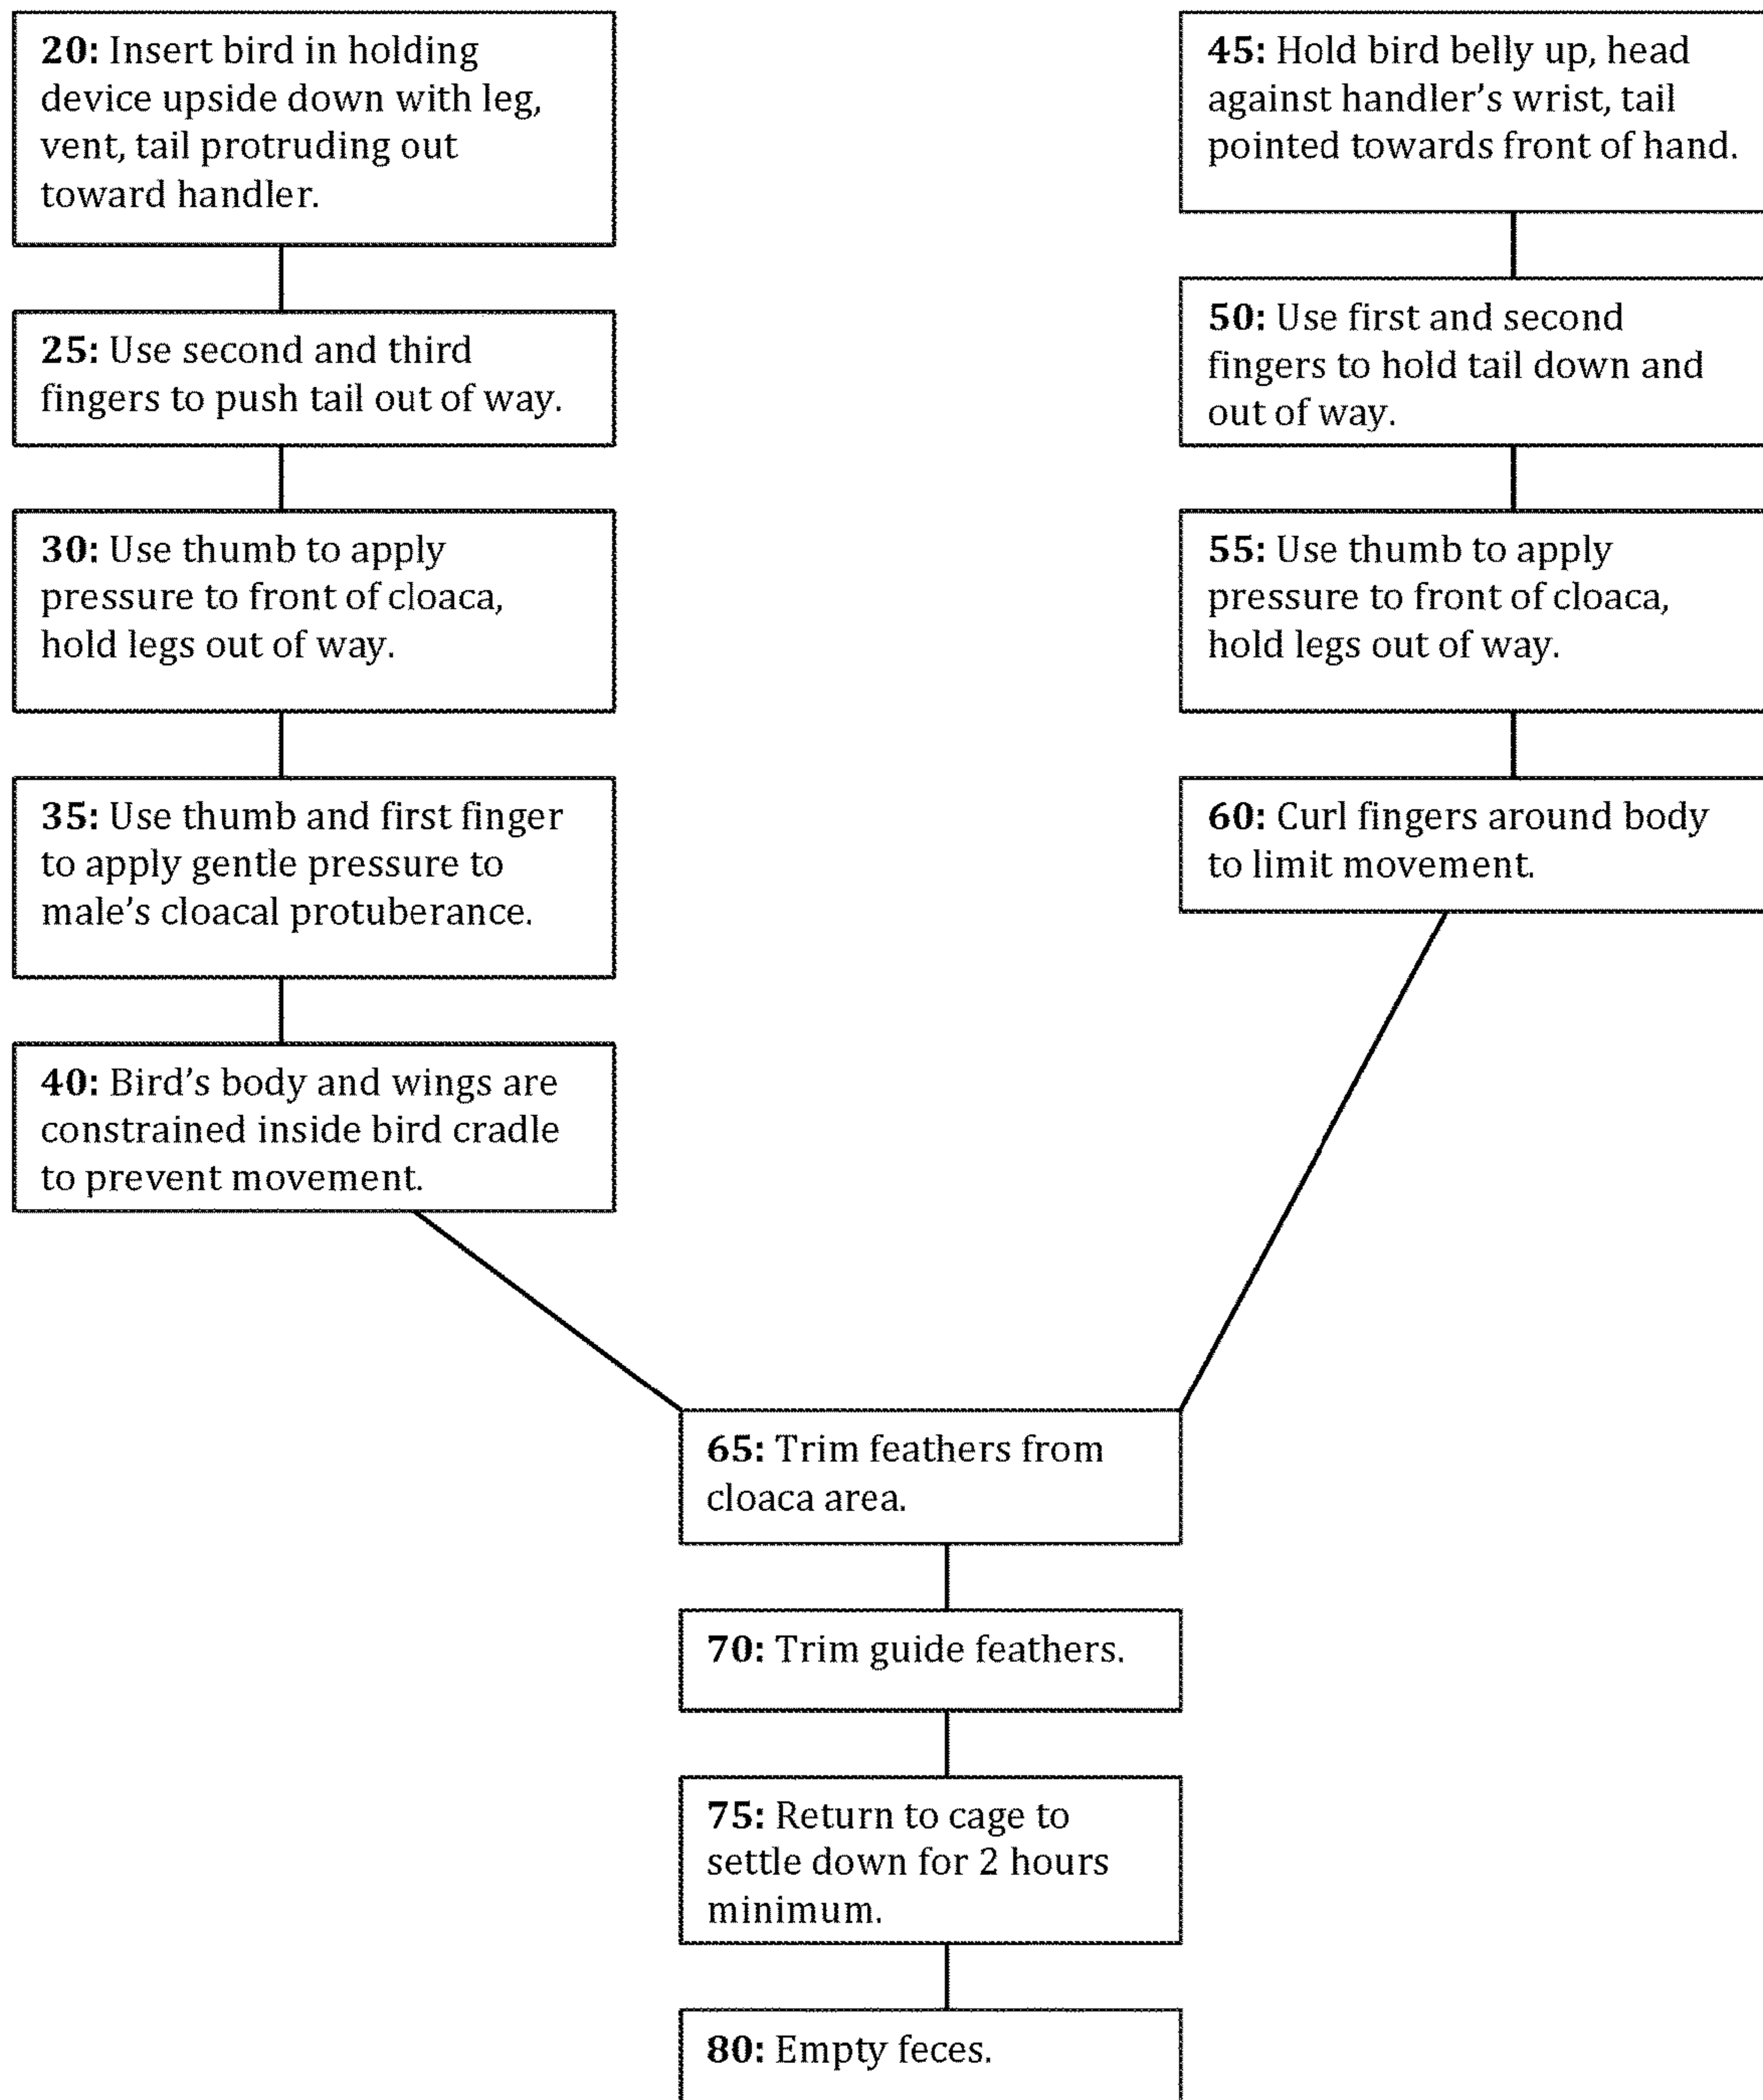 20: Insert bird in holding
device upside down with leg,
vent, tail protruding out
toward handler.
25: Use second and third
fingers to push tail out of way.
30: Use thumb to apply
pressure to front of cloaca,
hold legs out of way.
35: Use thumb and first finger
to apply gentle pressure to
male’s cloacal protuberance.
40: Bird’s body and wings are
constrained inside bird cradle
to prevent movement.
45: Hold bird belly up, head
against handler’s wrist, tail
pointed towards front of hand.
50: Use first and second
fingers to hold tail down and
out of way.
55: Use thumb to apply
pressure to front of cloaca,
hold legs out of way.
60: Curl fingers around body
to limit movement.
65: Trim feathers from
cloaca area.
70: Trim guide feathers.
75: Return to cage to
settle down for 2 hours
minimum.
80: Empty feces.